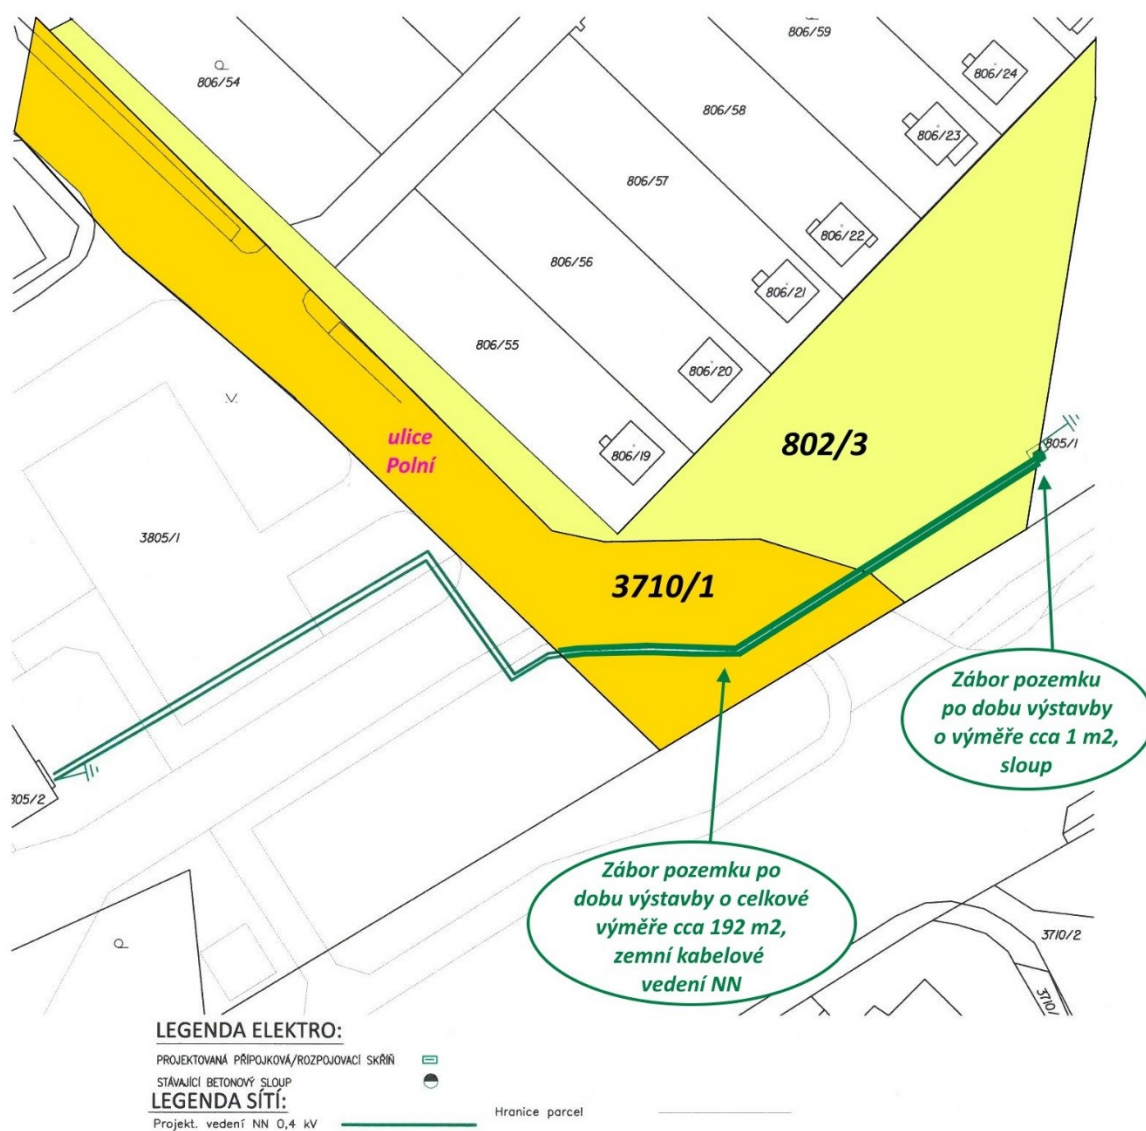 806/59
806/54
806/24
806/58
806/23
806/57
806/22
806/56
806/21
806/55
806/20
ulice
Polní
806/19
802/3
805/1
3805/1
3710/1
Zábor pozemku
po dobu výstavby
o výměře cca 1 m2,
sloup
805/2
Zábor pozemku po
dobu výstavby o celkové
výměře cca 192 m2,
zemní kabelové
vedení NN
3710/2
3710/
LEGENDA ELEKTRO:
PROJEKTOVANÁ PŘÍPOJKOVÁ/ROZPOJOVACÍ SKŘÍŇ
STÁVAJÍCÍ BETONOVÝ SLOUP
LEGENDA SÍTÍ:
Projekt. vedení NN 0,4 kV
Hranice parcel